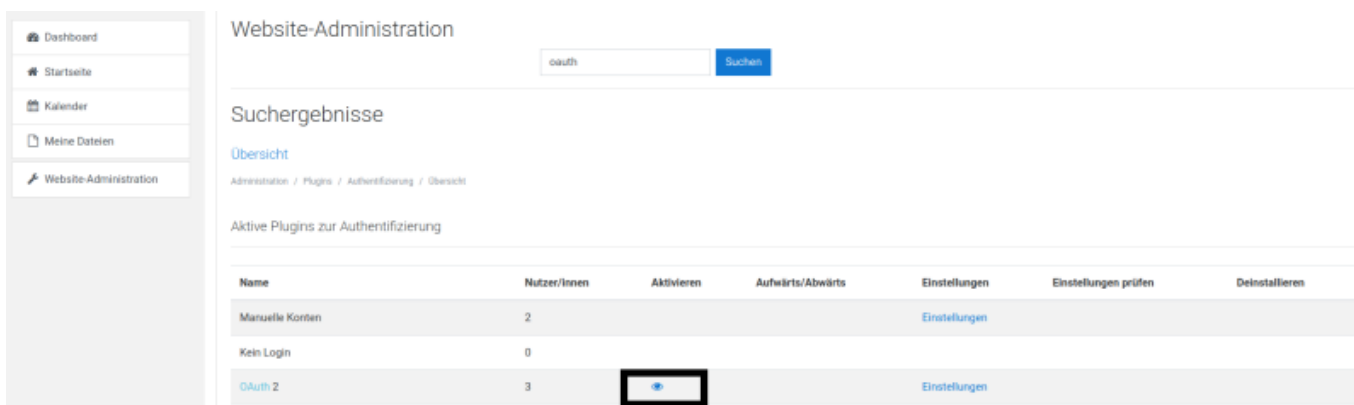 Dashboard
Startseite
Kalender
Meine Dateien
Website-Administration
Website-Administration
oauth Suchen
Suchergebnisse
Übersicht
Administration / Plugins / Authentifizierung / Übersicht
Aktive Plugins zur Authentifizierung
Name Nutzer/innen Aktivieren Aufwärts/Abwärts Einstellungen Einstellungen prüfen Deinstallieren
Manuelle Konten 2 Einstellungen
Kein Login 0
OAuth 2 3 Einstellungen